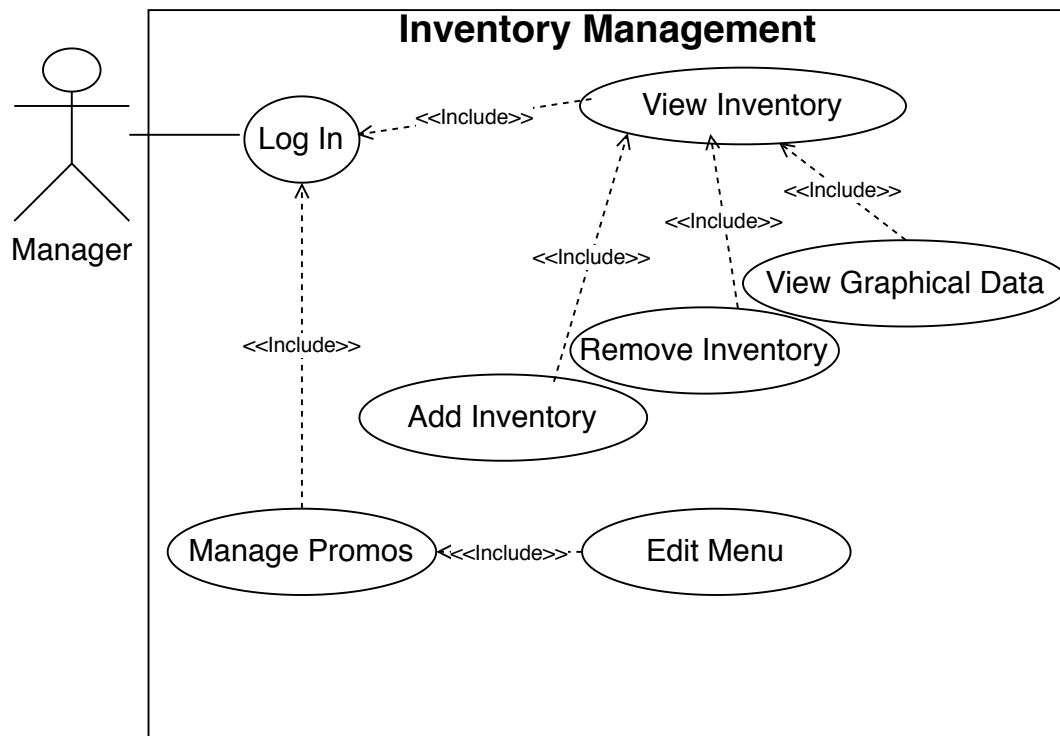 Inventory Management
View Inventory
<<Include>>
Log In
<<Include>>
<<Include>>
Manager
<<Include>>
View Graphical Data
<<Include>>
<<Include>>
Remove Inventory
Add Inventory
Manage Promos
<<Include>>
Edit Menu